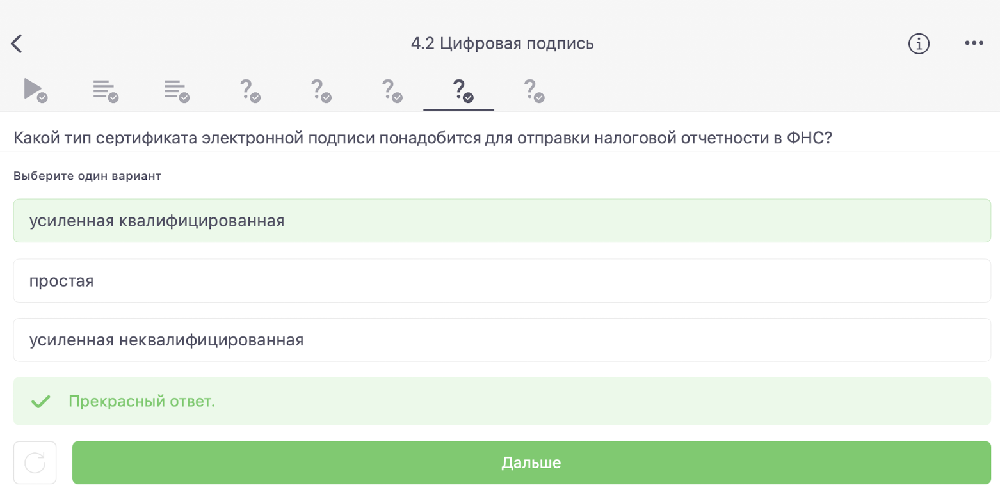 4.2 Цифровая подпись
Какой тип сертификата электронной подписи понадобится для отправки налоговой отчетности в ФНС?
Выберите один вариант
усиленная квалифицированная
простая
усиленная неквалифицированная
Прекрасный ответ.
Дальше